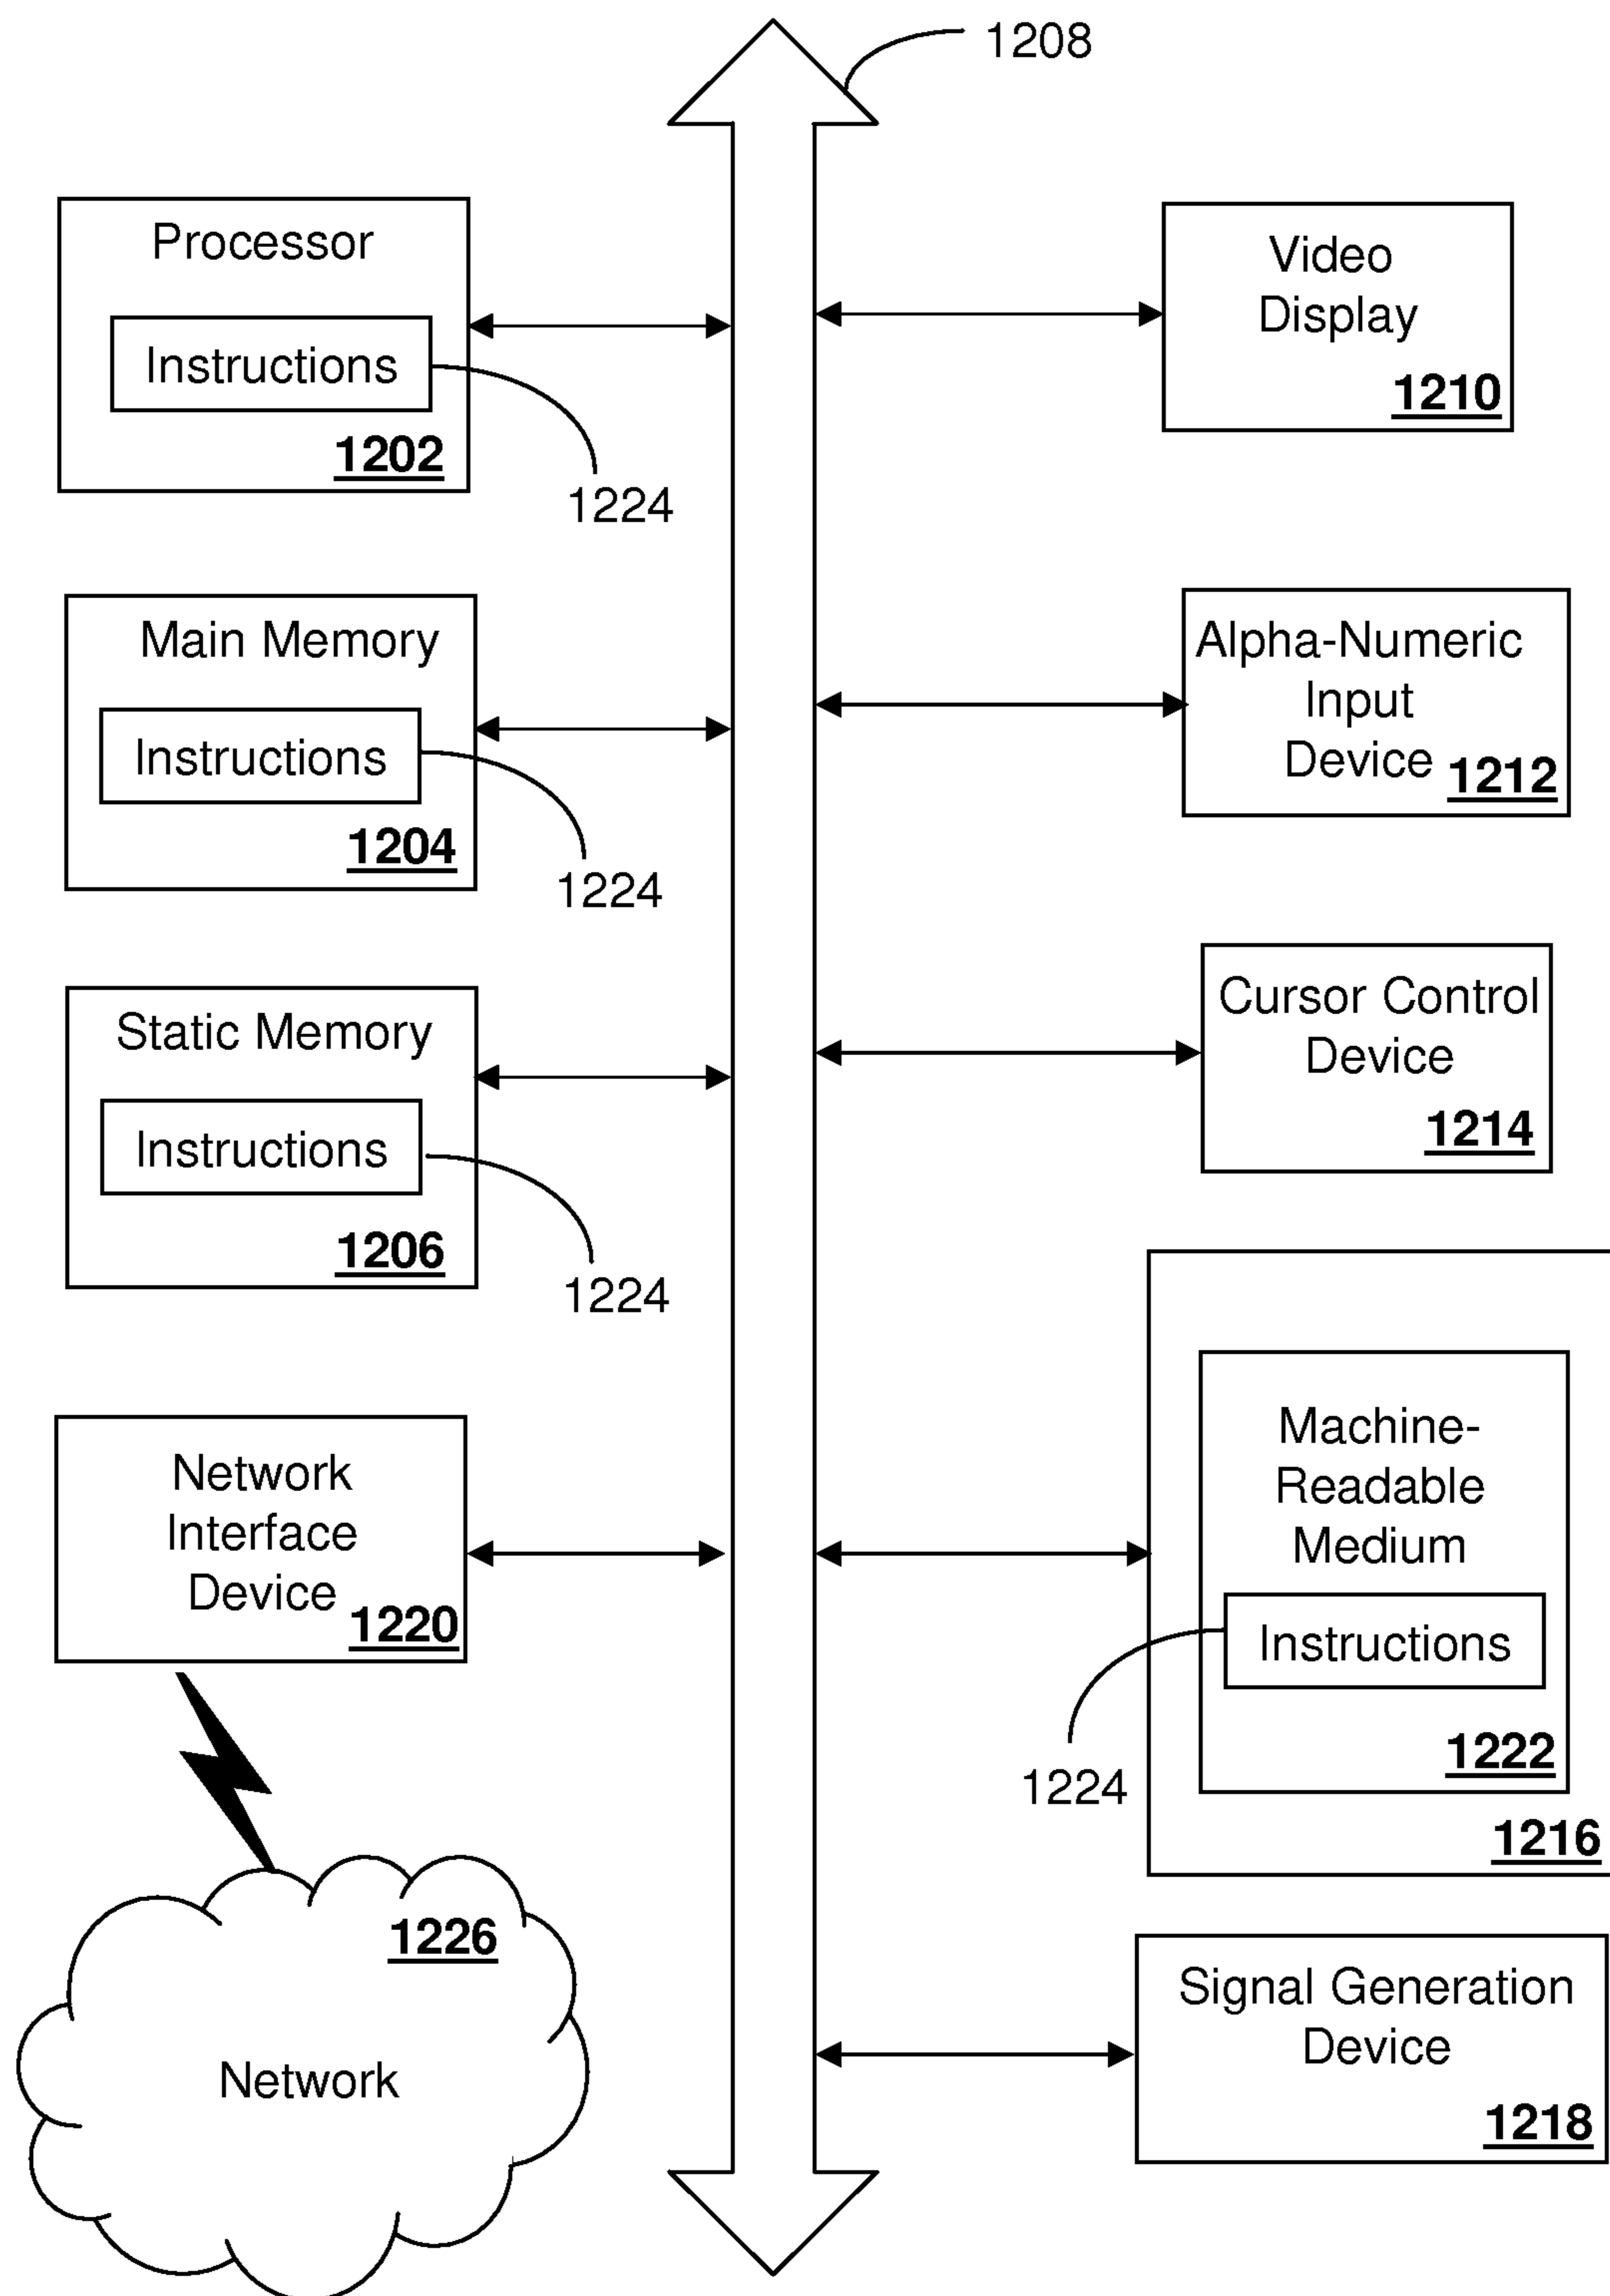 1208
Processor
Instructions
1202
1224
Main Memory
Instructions
1204
1224
Static Memory
Instructions
1206
1224
Network
Interface
Device
1220
1226
Network
Video
Display
1210
Alpha-Numeric
Input
Device
1212
Cursor Control
Device
1214
Machine-
Readable
Medium
Instructions
1222
1224
1216
Signal Generation
Device
1218